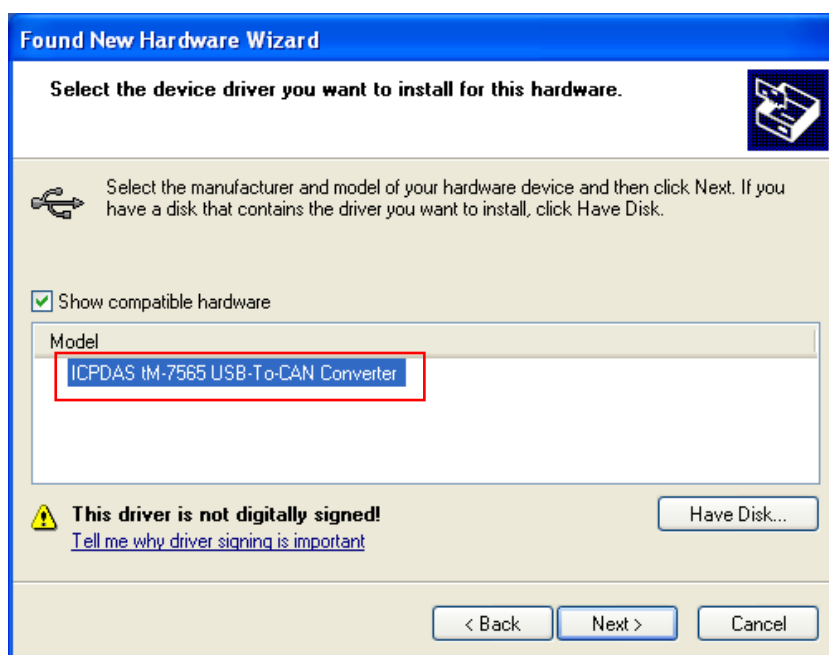 Found New Hardware Wizard
Select the device driver you want to install for this hardware.
Select the manufacturer and model of your hardware device and then click Next. If you
have a disk that contains the driver you want to install, click Have Disk.
Show compatible hardware
Model
ICPDAS tM-7565 USB-To-CAN Converter
This driver is not digitally signed!
Have Disk...
Tell me why driver signing is important
< Back
Next >
Cancel